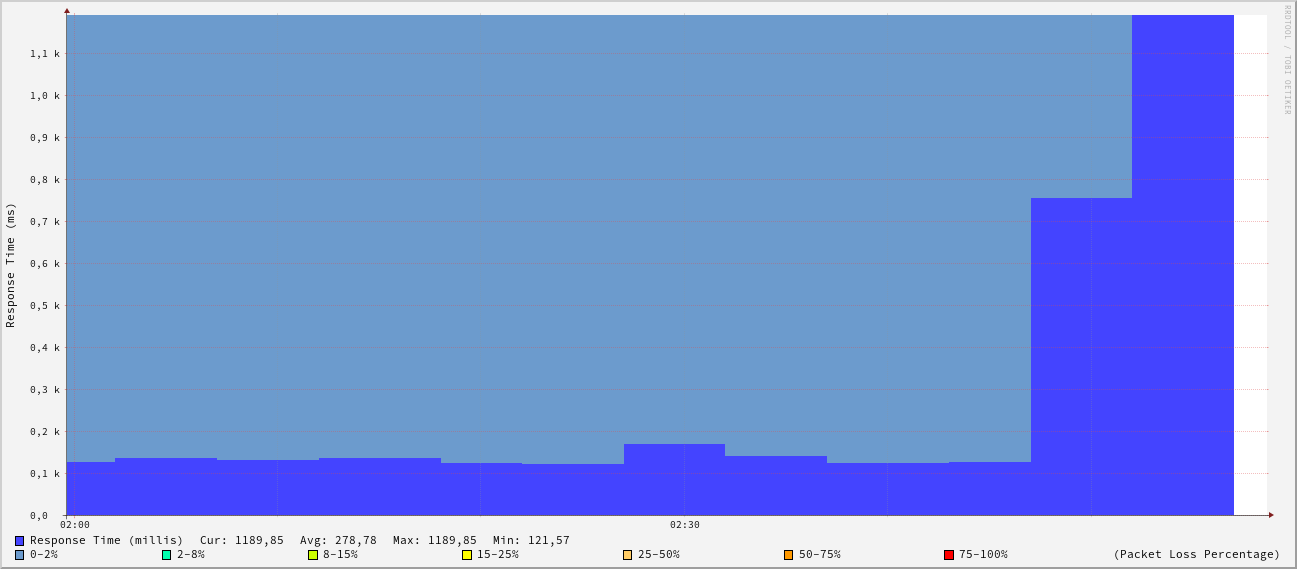 RRDTOOL / TOBI OETIKER
Response Time (ms)
1,1 k
1,0 k
0,9 k
0,8 k
0,7 k
0,6 k
0,5 k
0,4 k
0,3 k
0,2 k
0,1 k
0,0
02:00 02:30
Response Time (millis) Cur: 1189,85 Avg: 278,78 Max: 1189,85 Min: 121,57
0-2% 2-8% 8-15% 15-25% 25-50% 50-75% 75-100% (Packet Loss Percentage)